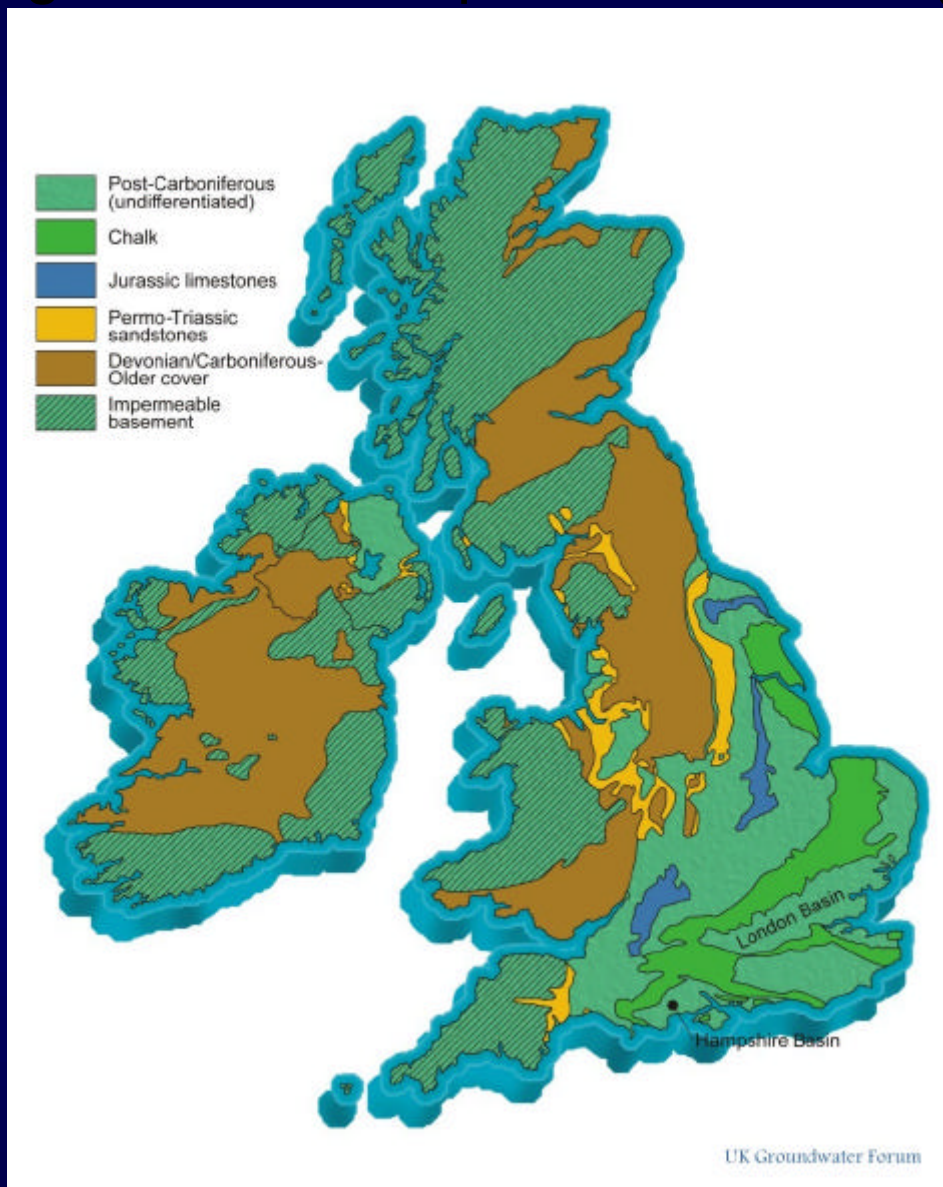 Post-Carboniferous
(undifferentiated)
Chalk
Jurassic limestones
Permo-Triassic
sandstones
Devonian/Carboniferous-
Older cover
Impermeable
basement
London Basin
Hampshire Basin
UK Groundwater Forum